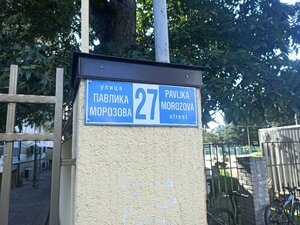 улица
ПАВЛИКА
МОРОЗОВА
27
PAVLIKA
MOROZOVA
street